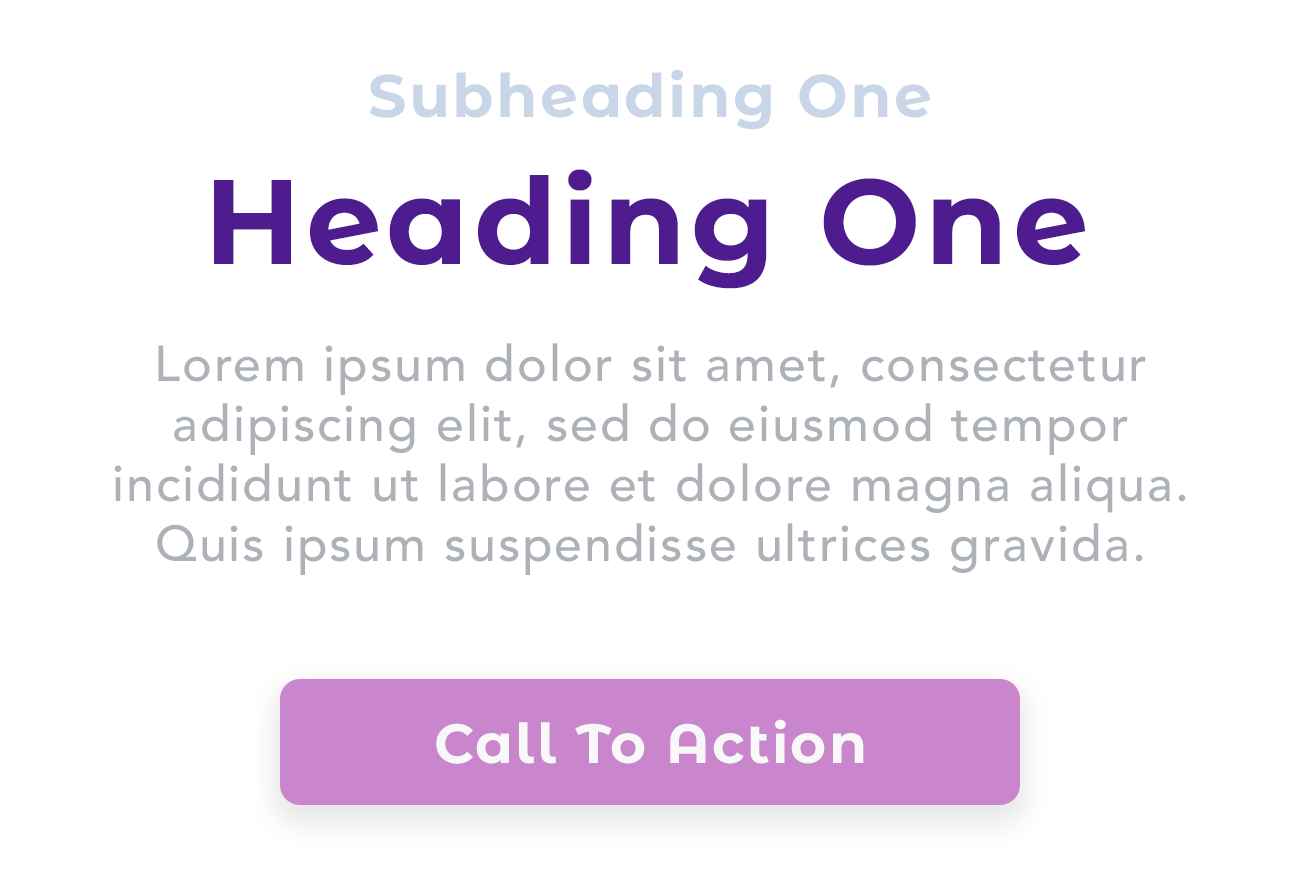 Subheading One
Heading One
Lorem ipsum dolor sit amet, consectetur
adipiscing elit, sed do eiusmod tempor
incididunt ut labore et dolore magna aliqua.
Quis ipsum suspendisse ultrices gravida.
Call To Action